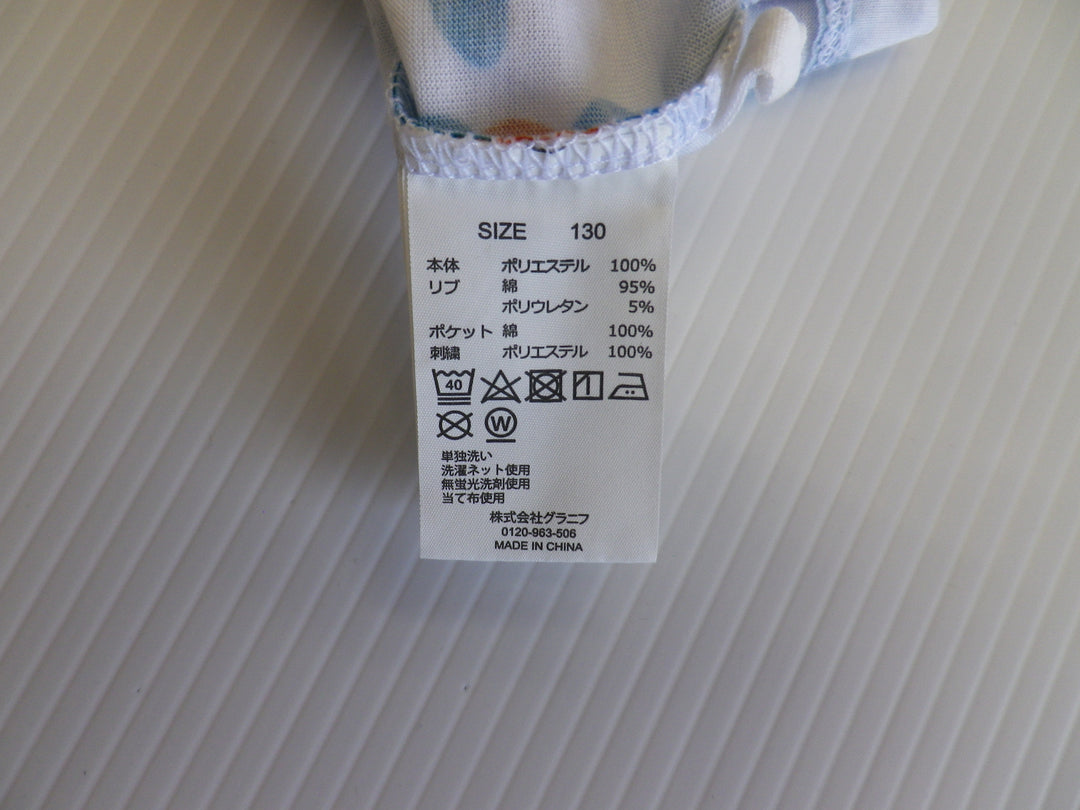 SIZE 130
本体 ポリエステル 100%
リブ 綿 95%
ポリウレタン 5%
ポケット 綿 100%
刺繍 ポリエステル 100%
40
W
単独洗い
洗濯ネット使用
無蛍光洗剤使用
当て布使用
株式会社グラニフ
0120-963-506
MADE IN CHINA